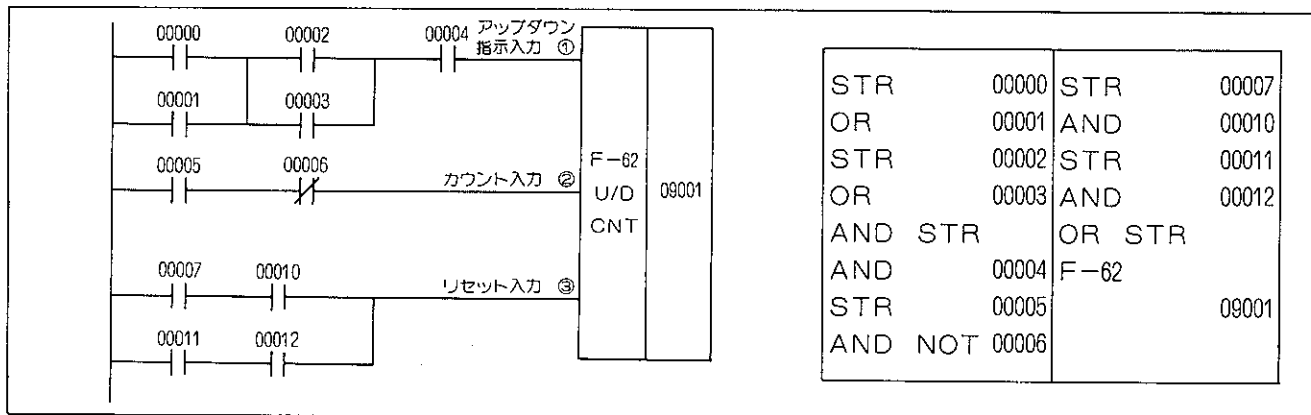 00000 00002 00004 アップダウン
指示入力 ①
00001 00003
00005 00006
カウント入力 ②
00007 00010
リセット入力 ③
00011 00012
F-62
U/D
CNT
09001
STR 00000 STR 00007
OR 00001 AND 00010
STR 00002 STR 00011
OR 00003 AND 00012
AND STR OR STR
AND 00004 F-62
STR 00005 09001
AND NOT 00006